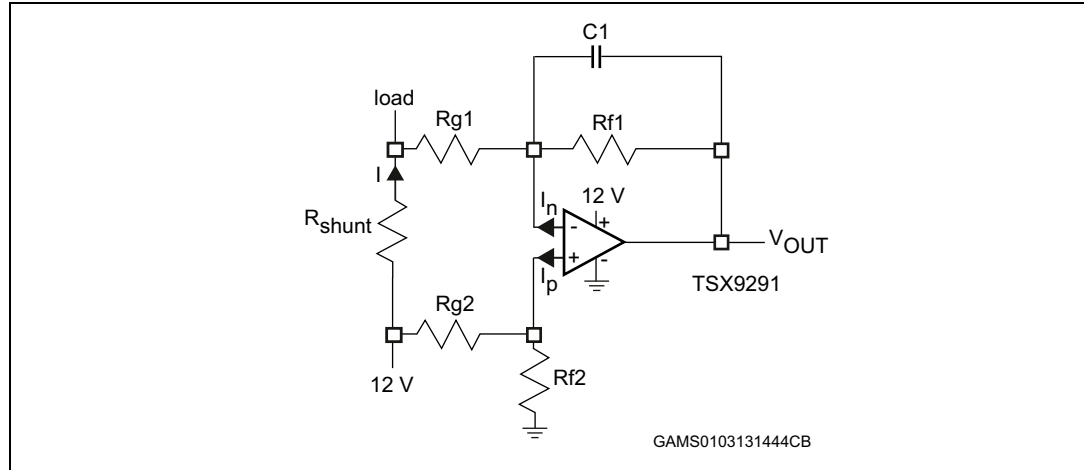 C1
load
Rg1
Rf1
I
12 V
In
+
Rshunt
-
VOUT
+
-
Ip
TSX9291
Rg2
12 V
Rf2
GAMS0103131444CB